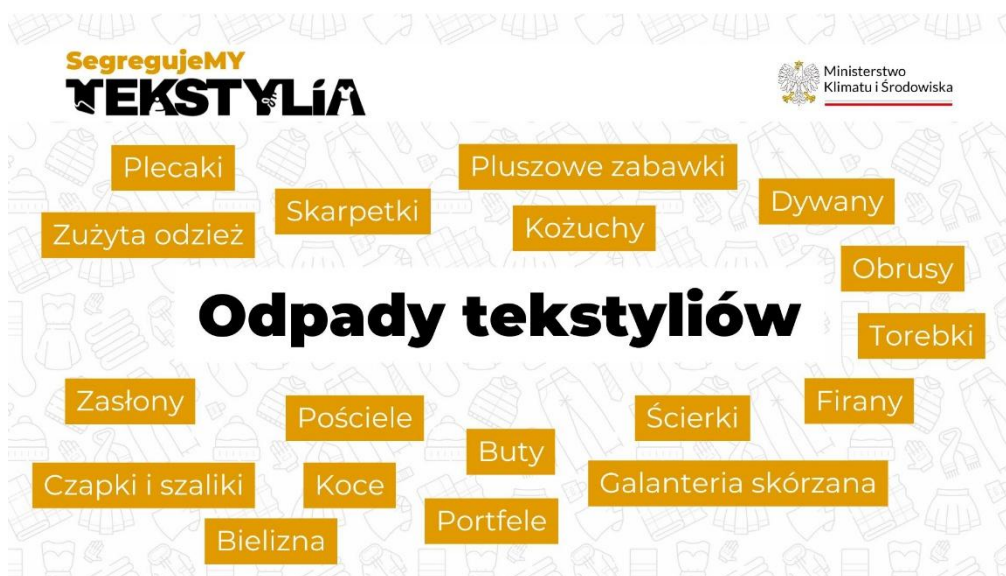 SegregujeMY
TEKSTYLIA
Ministerstwo
Klimatu i Środowiska
Plecaki
Pluszowe zabawki
Skarpetki
Dywany
Zużyta odzież
Kożuchy
Obrusy
Odpady tekstyliów
Torebki
Zasłony
Pościele
Ścierki
Firany
Buty
Czapki i szaliki
Koce
Galanteria skórzana
Portfele
Bielizna